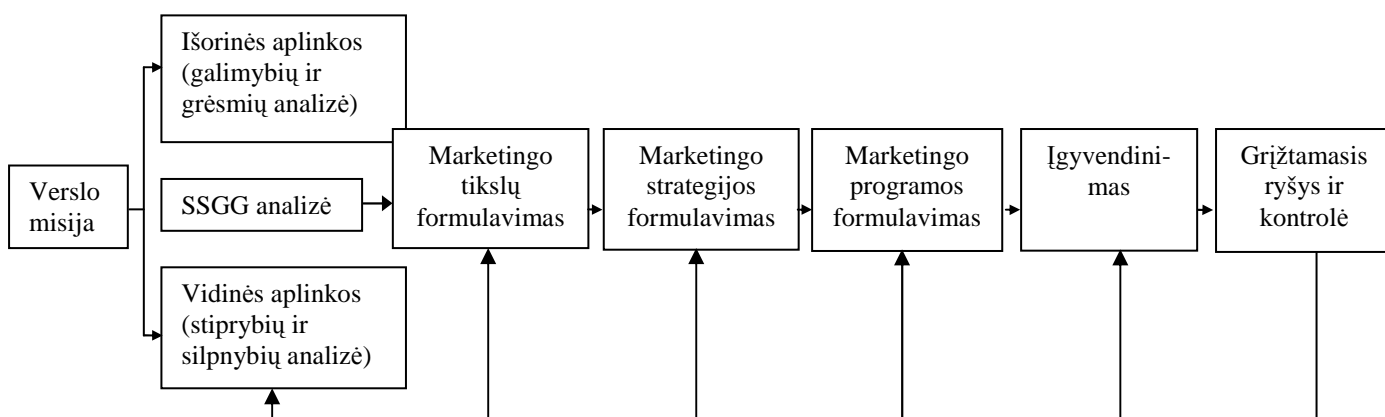 Verslo
misija
Išorinės aplinkos
(galimybių ir
grėsmių analizė)
SSGG analizė
Vidinės aplinkos
(stiprybių ir
silpnybių analizė)
Marketingo
tikslų
formulavimas
Marketingo
strategijos
formulavimas
Marketingo
programos
formulavimas
Įgyvendini-
mas
Grįžtamasis
ryšys ir
kontrolė